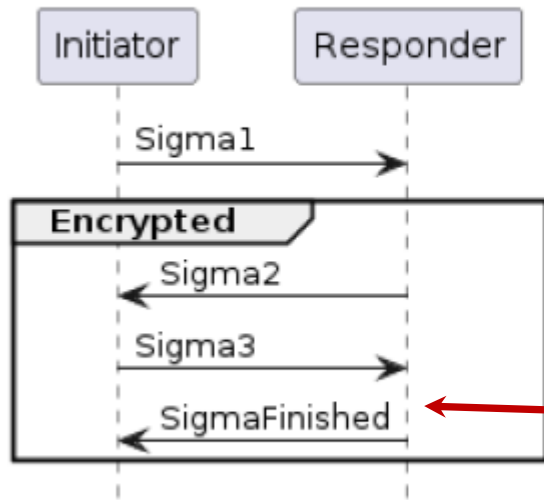 Initiator Responder
Sigma1
Encrypted
Sigma2
Sigma3
SigmaFinished